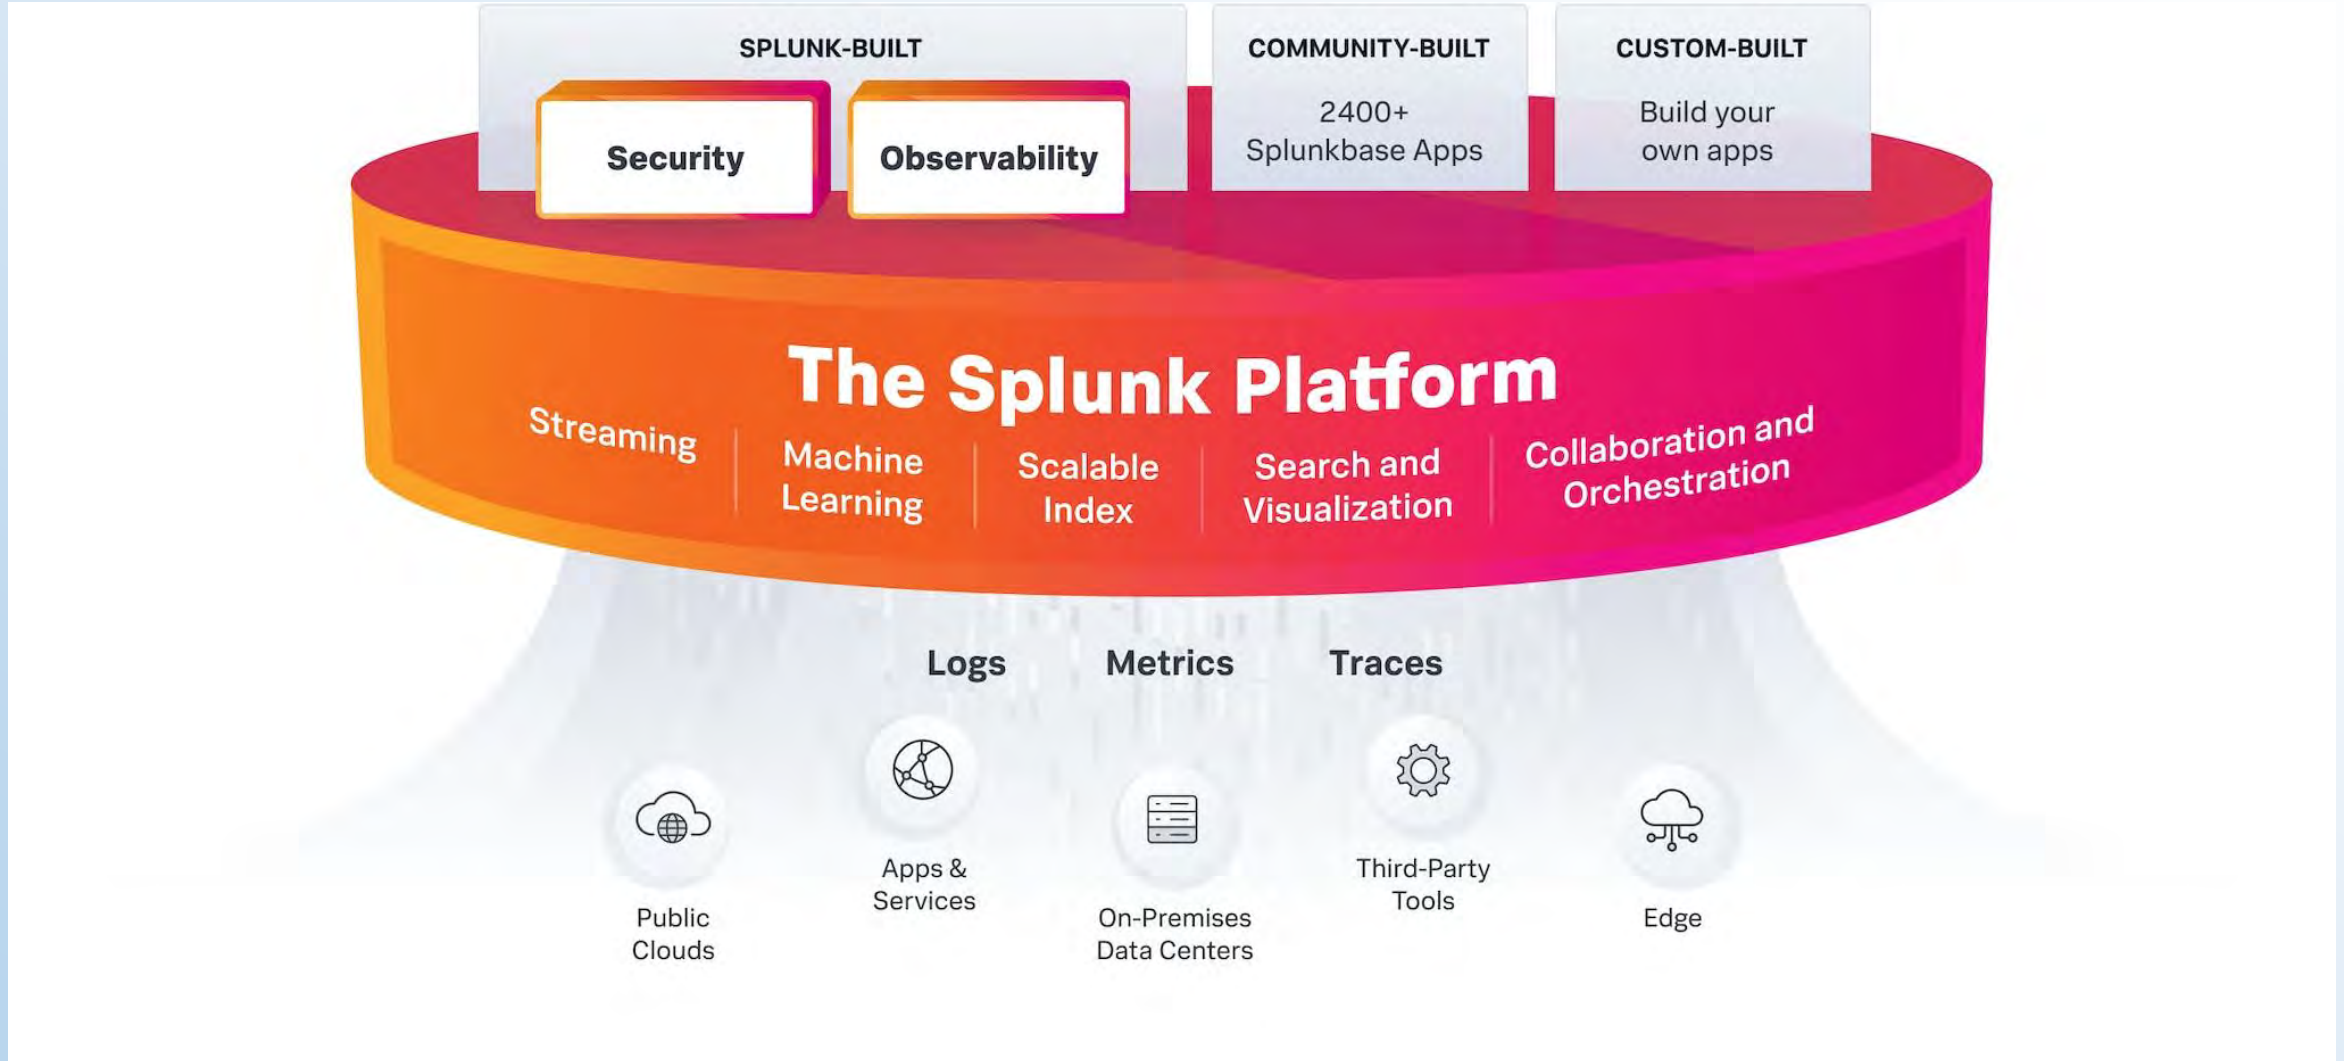 SPLUNK-BUILT
Security
Observability
COMMUNITY-BUILT
2400+
Splunkbase Apps
CUSTOM-BUILT
Build your
own apps
The Splunk Platform
Streaming
Machine
Learning
Scalable
Index
Search and
Visualization
Collaboration and
Orchestration
Logs
Metrics
Traces
Public
Clouds
Apps &
Services
On-Premises
Data Centers
Third-Party
Tools
Edge